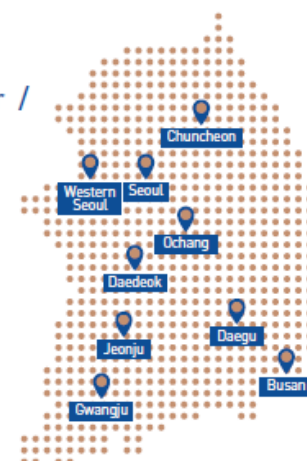 /
Chuncheon
Western
Seoul
Seoul
Ochang
Daedeok
Daegu
Jeonju
Busan
Gwangju